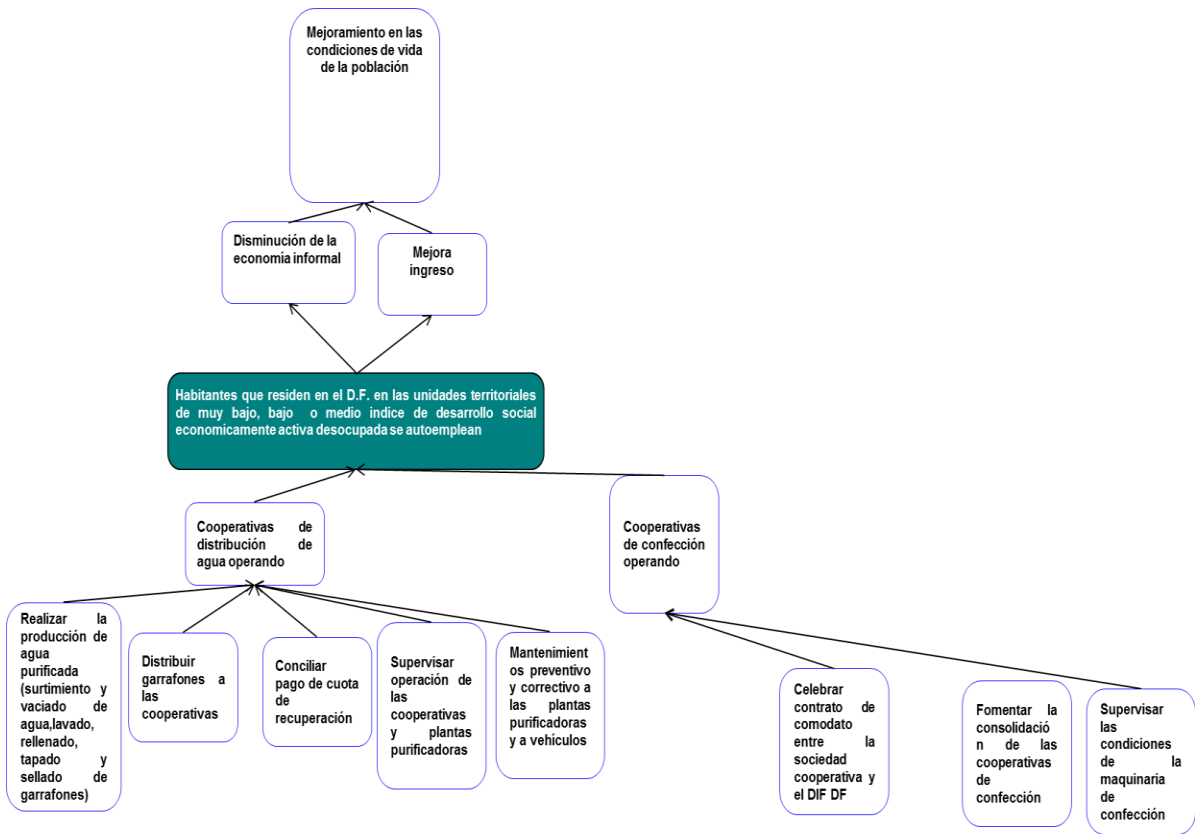 Mejoramiento en las
condiciones de vida
de la población
Disminución de la
economía informal
Mejora
ingreso
Habitantes que residen en el D.F. en las unidades territoriales
de muy bajo, bajo o medio indice de desarrollo social
economicamente activa desocupada se autoemplean
Cooperativas de
distribución de
agua operando
Cooperativas
de confección
operando
Realizar la
producción de
agua
purificada
(surtimiento y
vaciado de
agua,lavado,
rellenado,
tapado y
sellado de
garrafones)
Distribuir
garrafones a
las
cooperativas
Conciliar
pago de cuota
de
recuperación
Supervisar
operación de
las
cooperativas
y plantas
purificadoras
Mantenimient
os preventivo
y correctivo a
las plantas
purificadoras
y a vehículos
Celebrar
contrato de
comodato
entre la
sociedad
cooperativa y
el DIF DF
Fomentar la
consolidació
n de las
cooperativas
de
confección
Supervisar
las
condiciones
de la
maquinaria
de
confección